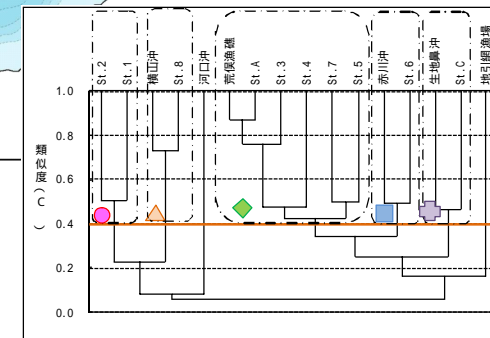 St.2
St.1
横山沖
St.8
河口沖
荒俣漁礁
St.A
St.3
St.4
St.7
St.5
赤川沖
St.6
生地鼻沖
St.C
地引網漁場
類似度(C)
1.0
0.8
0.6
0.4
0.2
0.0